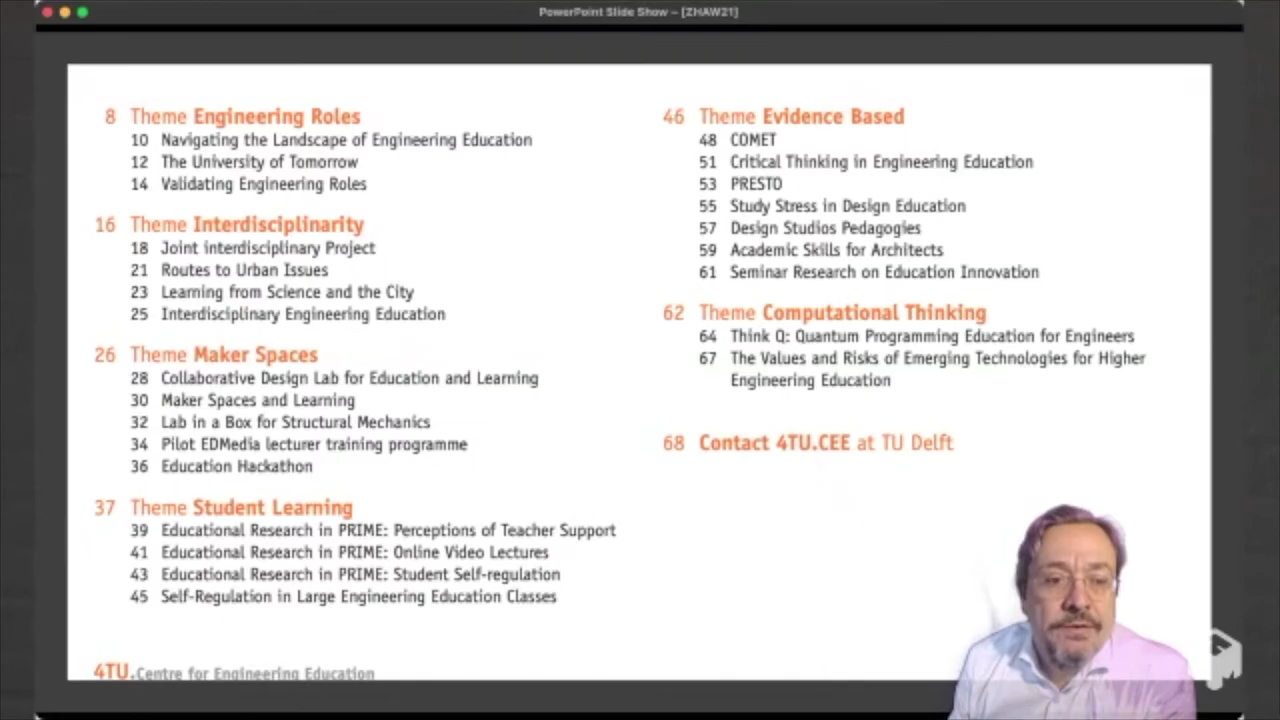 PowerPoint Slide Show – [ZHAW21]
8 Theme Engineering Roles
10 Navigating the Landscape of Engineering Education
12 The University of Tomorrow
14 Validating Engineering Roles
16 Theme Interdisciplinarity
18 Joint interdisciplinary Project
21 Routes to Urban Issues
23 Learning from Science and the City
25 Interdisciplinary Engineering Education
26 Theme Maker Spaces
28 Collaborative Design Lab for Education and Learning
30 Maker Spaces and Learning
32 Lab in a Box for Structural Mechanics
34 Pilot EDMedia lecturer training programme
36 Education Hackathon
37 Theme Student Learning
39 Educational Research in PRIME: Perceptions of Teacher Support
41 Educational Research in PRIME: Online Video Lectures
43 Educational Research in PRIME: Student Self-regulation
45 Self-Regulation in Large Engineering Education Classes
46 Theme Evidence Based
48 COMET
51 Critical Thinking in Engineering Education
53 PRESTO
55 Study Stress in Design Education
57 Design Studios Pedagogies
59 Academic Skills for Architects
61 Seminar Research on Education Innovation
62 Theme Computational Thinking
64 Think Q: Quantum Programming Education for Engineers
67 The Values and Risks of Emerging Technologies for Higher
Engineering Education
68 Contact 4TU.CEE at TU Delft
4TU.Centre for Engineering Education